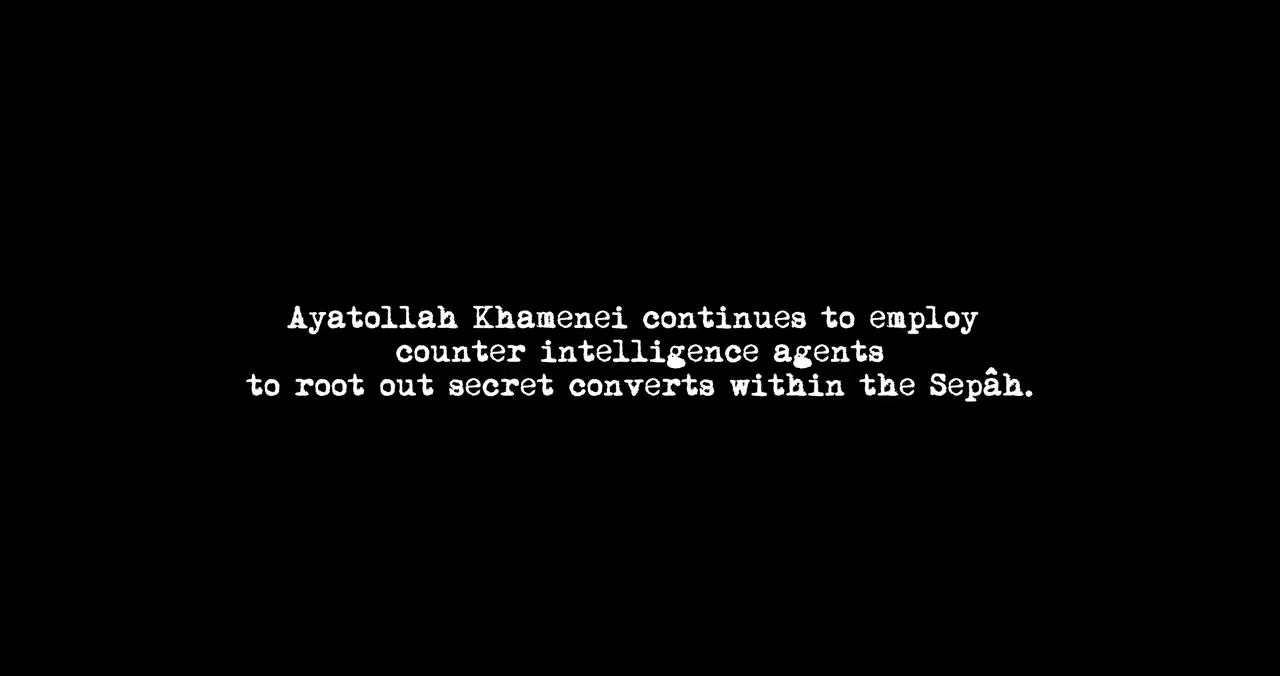 Ayatollah Khamenei continues to employ
counter intelligence agents
to root out secret converts within the Sepâh.